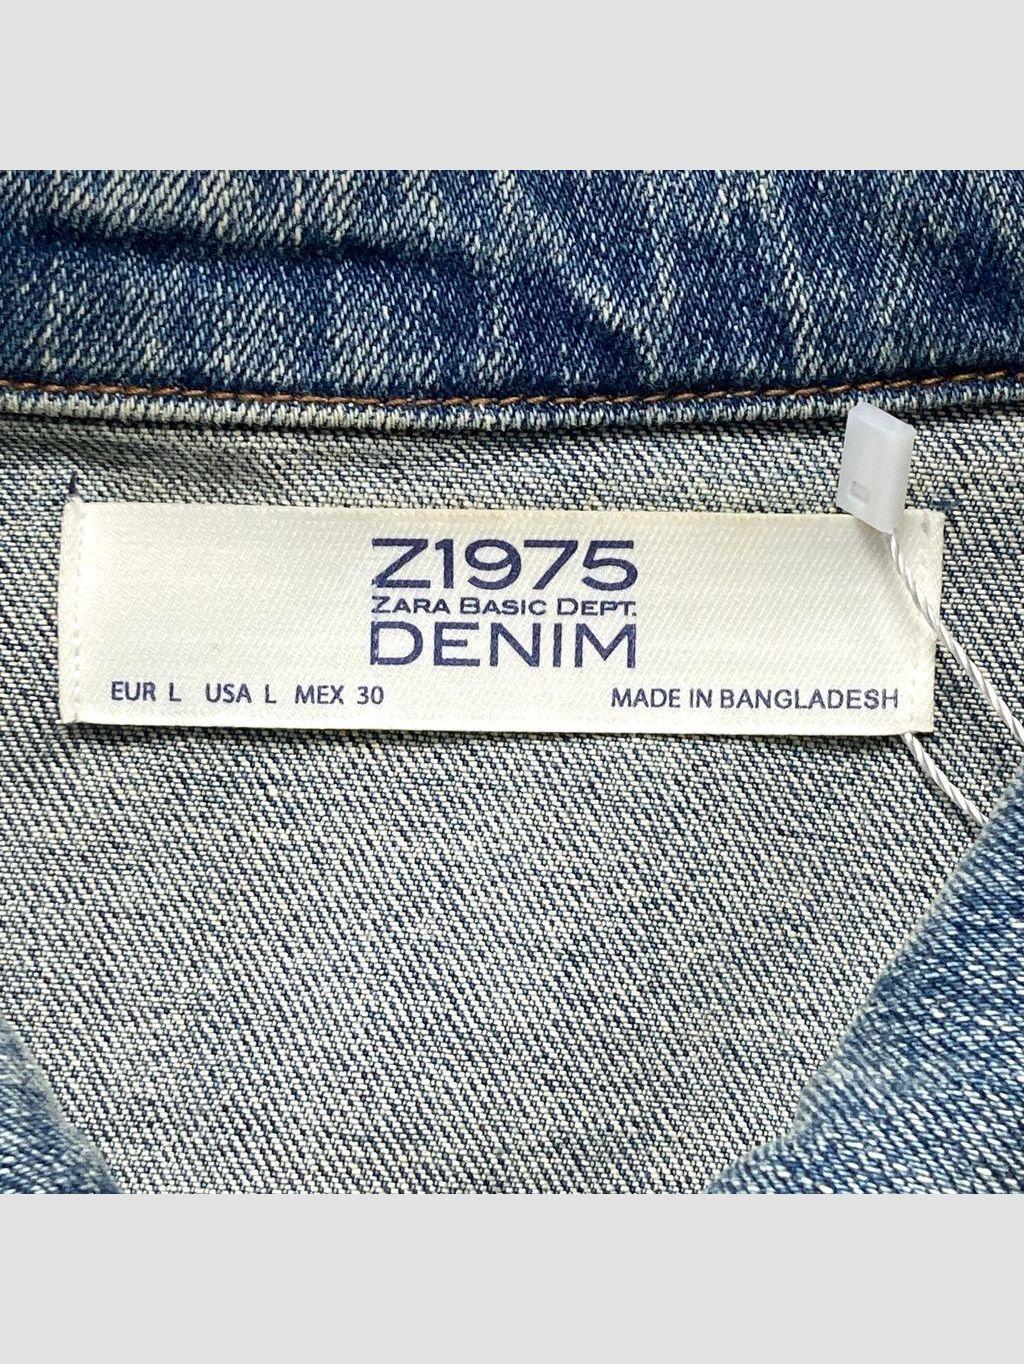 Z1975
ZARA BASIC DEPT.
DENIM
EUR L USA L MEX 30 MADE IN BANGLADESH